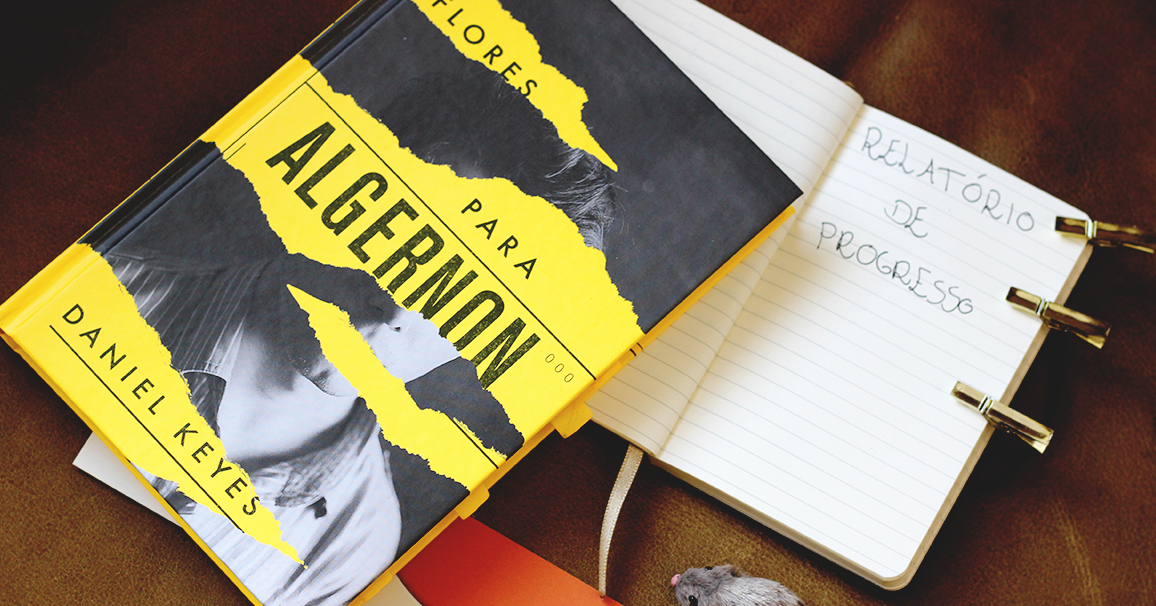 FLORES
PARA
ALGERNON
DANIEL KEYES
RELATÓRIO
DE
PROGRESSO